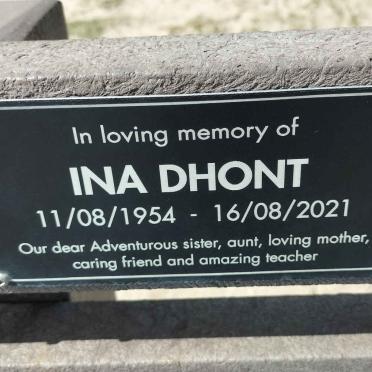 In loving memory of
INA DHONT
11/08/1954 - 16/08/2021
Our dear Adventurous sister, aunt, loving mother,
caring friend and amazing teacher